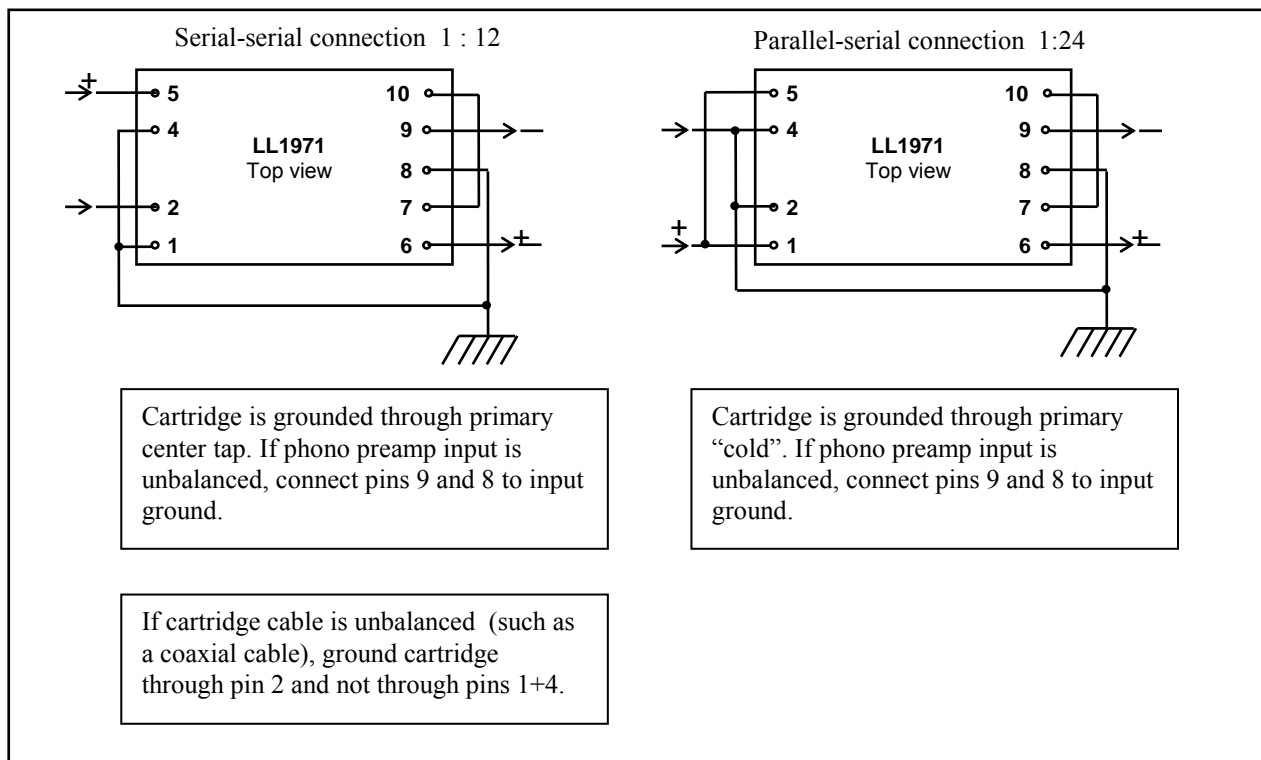 Serial-serial connection 1 : 12
+
5
4
2
1
LL1971
Top view
10
9
8
7
6
+
Parallel-serial connection 1:24
5
4
2
+
1
LL1971
Top view
10
9
8
7
6
+
Cartridge is grounded through primary
center tap. If phono preamp input is
unbalanced, connect pins 9 and 8 to input
ground.
Cartridge is grounded through primary
“cold”. If phono preamp input is
unbalanced, connect pins 9 and 8 to input
ground.
If cartridge cable is unbalanced (such as
a coaxial cable), ground cartridge
through pin 2 and not through pins 1+4.